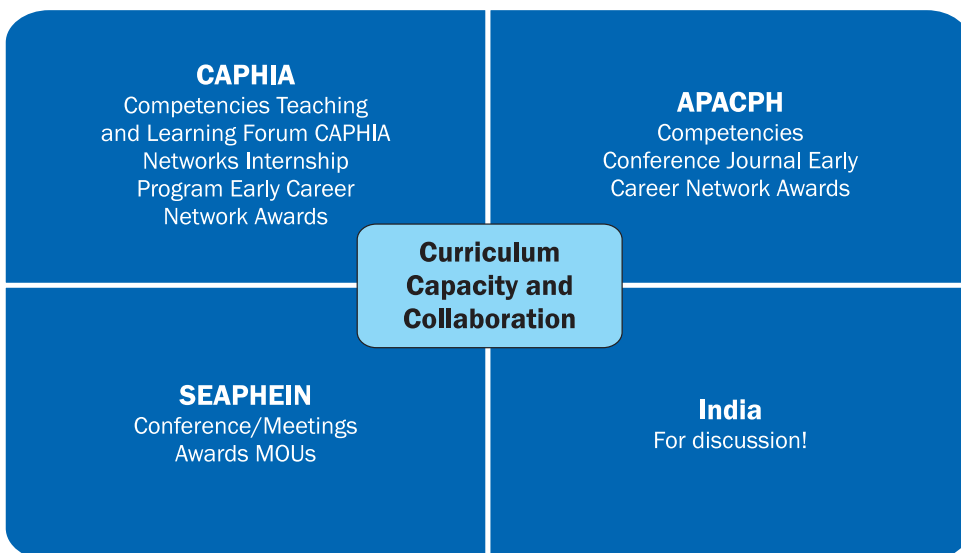 CAPHIA
Competencies Teaching
and Learning Forum CAPHIA
Networks Internship
Program Early Career
Network Awards
APACPH
Competencies
Conference Journal Early
Career Network Awards
Curriculum
Capacity and
Collaboration
SEAPHEIN
Conference/Meetings
Awards MOUs
India
For discussion!